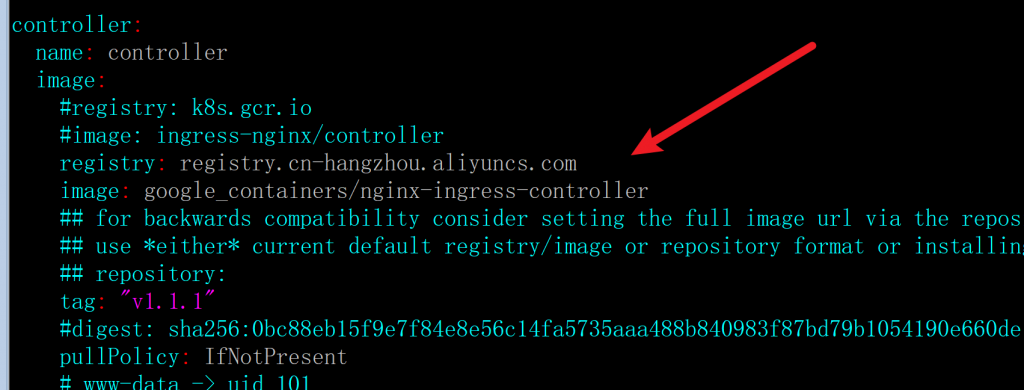 controller:
  name: controller
  image:
    #registry: k8s.gcr.io
    #image: ingress-nginx/controller
    registry: registry.cn-hangzhou.aliyuncs.com
    image: google_containers/nginx-ingress-controller
    ## for backwards compatibility consider setting the full image url via the repos
    ## use *either* current default registry/image or repository format or installing
    ## repository:
    tag: "v1.1.1"
    #digest: sha256:0bc88eb15f9e7f84e8e56c14fa5735aaa488b840983f87bd79b1054190e660de
    pullPolicy: IfNotPresent
    # www-data -> uid 101